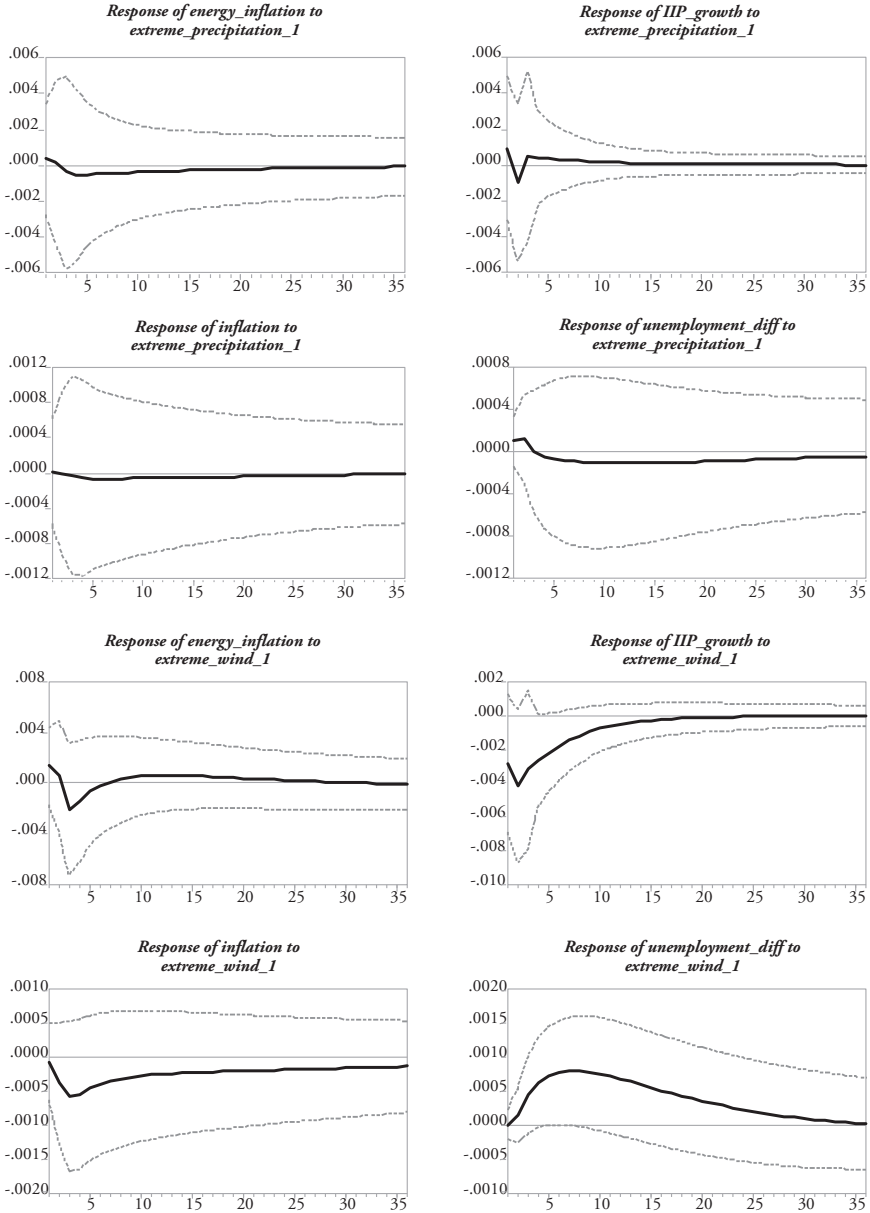 Response of energy_inflation to
extreme_precipitation_1
.006
.004
.002
.000
-.002
-.004
-.006
5 10 15 20 25 30 35
Response of IIP_growth to
extreme_precipitation_1
.006
.004
.002
.000
-.002
-.004
-.006
5 10 15 20 25 30 35
Response of inflation to
extreme_precipitation_1
.0012
.0008
.0004
.0000
-.0004
-.0008
-.0012
5 10 15 20 25 30 35
Response of unemployment_diff to
extreme_precipitation_1
.0008
.0004
.0000
-.0004
-.0008
-.0012
5 10 15 20 25 30 35
Response of energy_inflation to
extreme_wind_1
.008
.004
.000
-.004
-.008
5 10 15 20 25 30 35
Response of IIP_growth to
extreme_wind_1
.002
.000
-.002
-.004
-.006
-.008
-.010
5 10 15 20 25 30 35
Response of inflation to
extreme_wind_1
.0010
.0005
.0000
-.0005
-.0010
-.0015
-.0020
5 10 15 20 25 30 35
Response of unemployment_diff to
extreme_wind_1
.0020
.0015
.0010
.0005
.0000
-.0005
-.0010
5 10 15 20 25 30 35